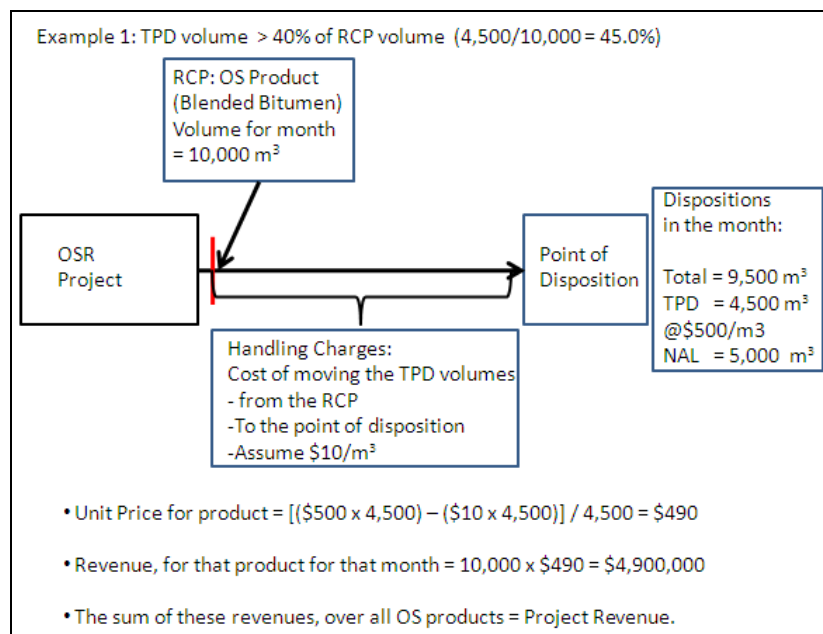 Example 1: TPD volume > 40% of RCP volume (4,500/10,000 = 45.0%)
RCP: OS Product
(Blended Bitumen)
Volume for month
= 10,000 m³
OSR
Project
Point of
Disposition
Dispositions
in the month:
Total = 9,500 m³
TPD = 4,500 m³
@$500/m3
NAL = 5,000 m³
Handling Charges:
Cost of moving the TPD volumes
- from the RCP
-To the point of disposition
-Assume $10/m³
• Unit Price for product = [($500 x 4,500) – ($10 x 4,500)] / 4,500 = $490
• Revenue, for that product for that month = 10,000 x $490 = $4,900,000
• The sum of these revenues, over all OS products = Project Revenue.